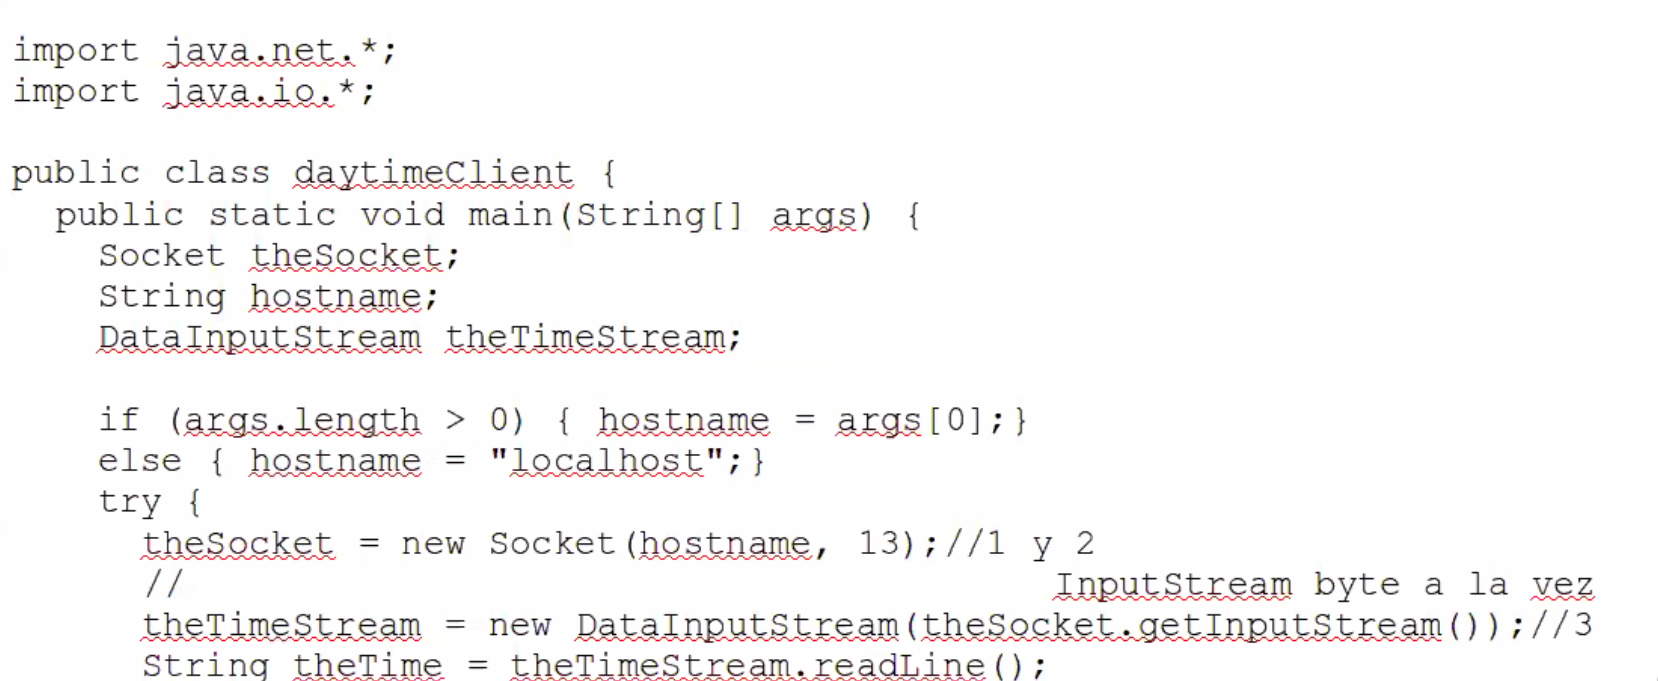 import java.net.*;
import java.io.*;
public class daytimeClient {
public static void main(String[] args) {
Socket theSocket;
String hostname;
DataInputStream theTimeStream;
if (args.length > 0) { hostname = args[0];}
else { hostname = "localhost";}
try {
theSocket = new Socket(hostname, 13);//1 y 2
// InputStream byte a la vez
theTimeStream = new DataInputStream(theSocket.getInputStream());//3
String theTime = theTimeStream.readLine();